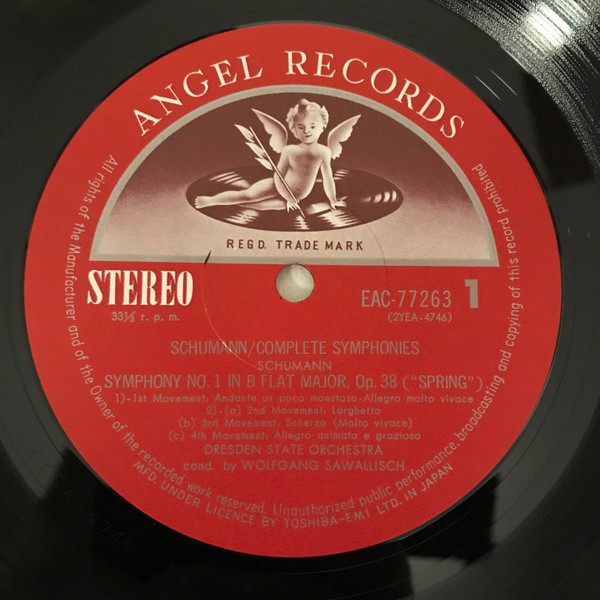 ANGEL RECORDS
REGD. TRADE MARK
STEREO
33⅓ r. p. m.
EAC-77263 1
(2YEA-4746)
SCHUMANN/COMPLETE SYMPHONIES
SCHUMANN
SYMPHONY NO. 1 IN B FLAT MAJOR, Op. 38 ("SPRING")
1)-1st Movement: Andante un poco maestoso-Allegro molto vivace
2)-(a) 2nd Movement: Larghetto
(b) 3rd Movement: Scherzo (Molto vivace)
(c) 4th Movement: Allegro animato e grazioso
DRESDEN STATE ORCHESTRA
cond. by WOLFGANG SAWALLISCH
All rights of the Manufacturer and of the Owner of the recorded work reserved. Unauthorized public performance, broadcasting and copying of this record prohibited
MFD. UNDER LICENCE BY TOSHIBA-EMI LTD. IN JAPAN